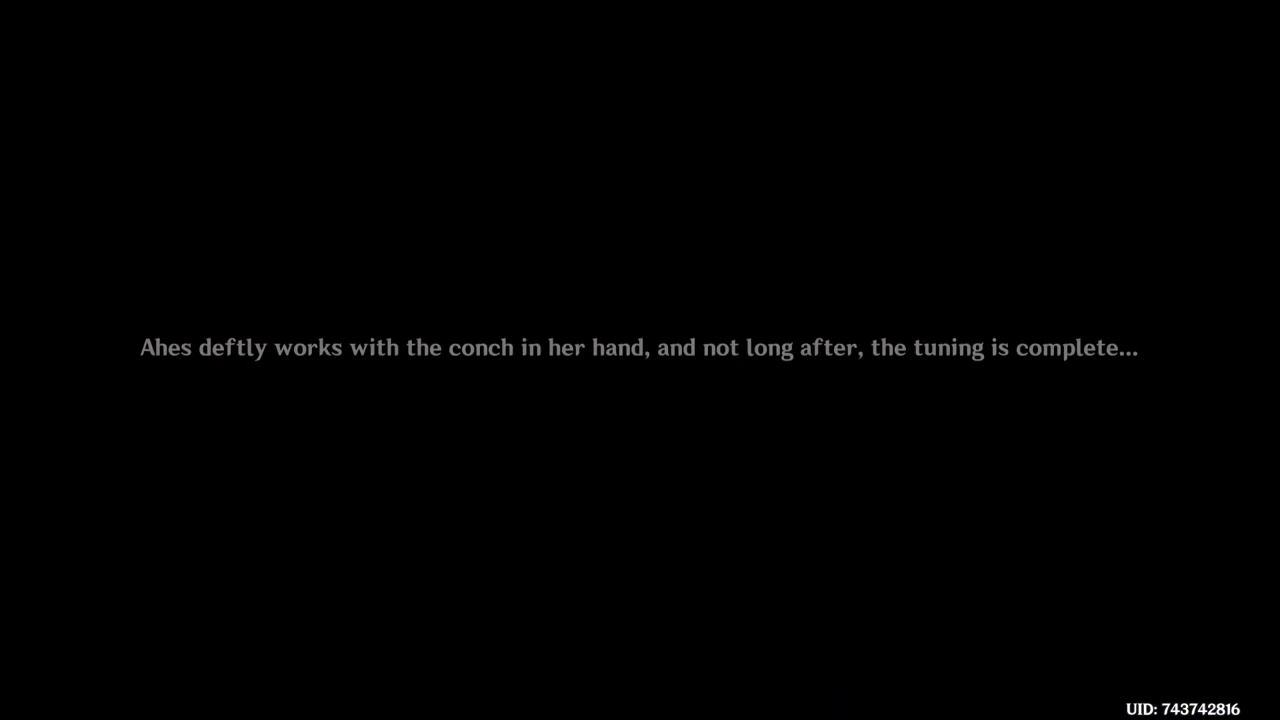 Ahes deftly works with the conch in her hand, and not long after, the tuning is complete...
UID: 743742816